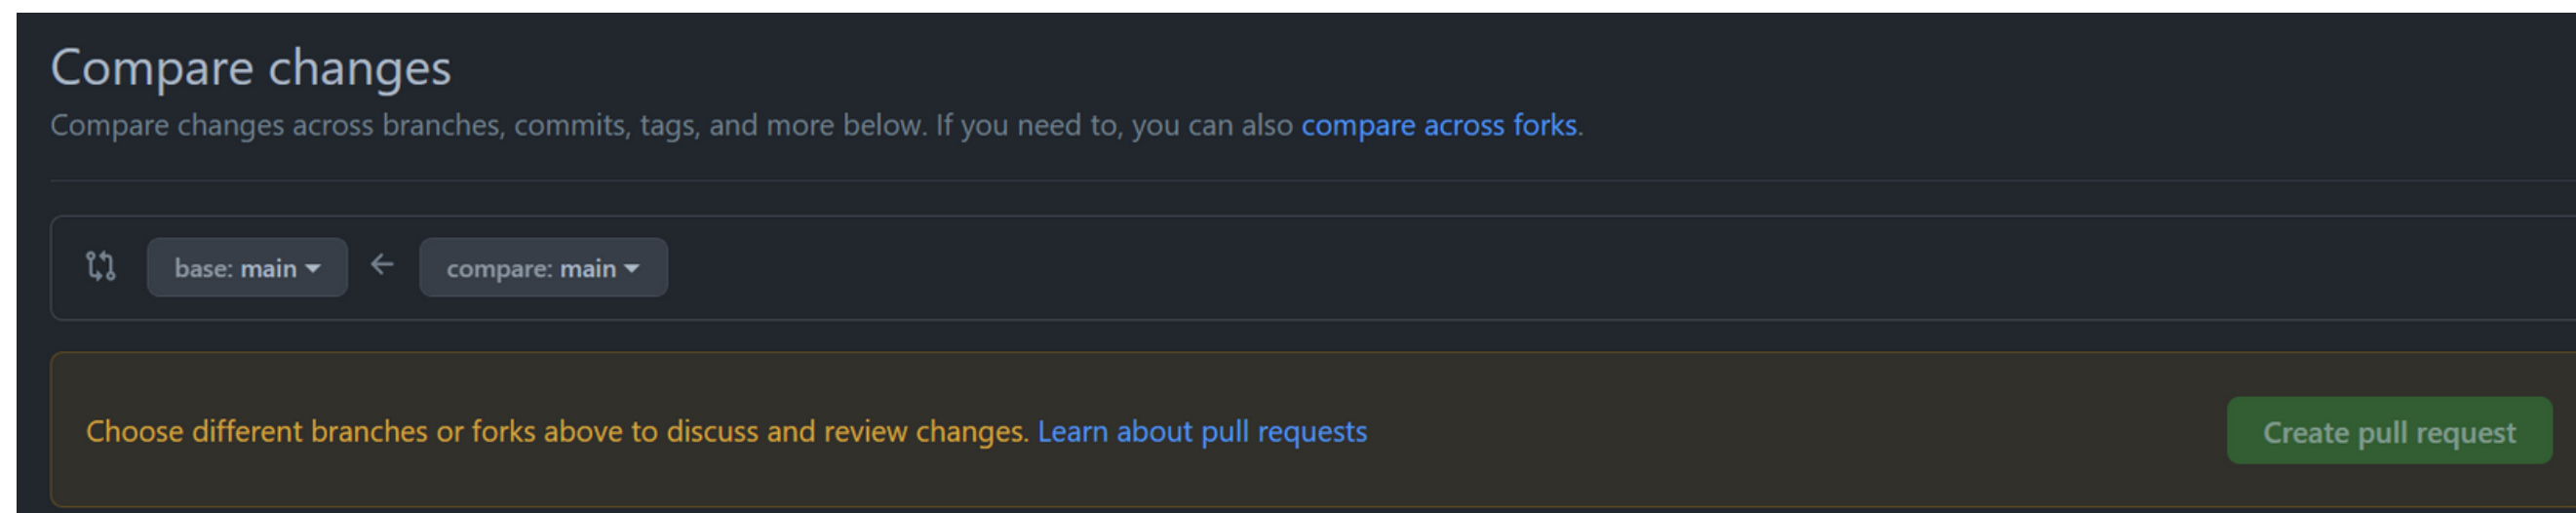 Compare changes
Compare changes across branches, commits, tags, and more below. If you need to, you can also compare across forks.
base: main compare: main
Choose different branches or forks above to discuss and review changes. Learn about pull requests Create pull request